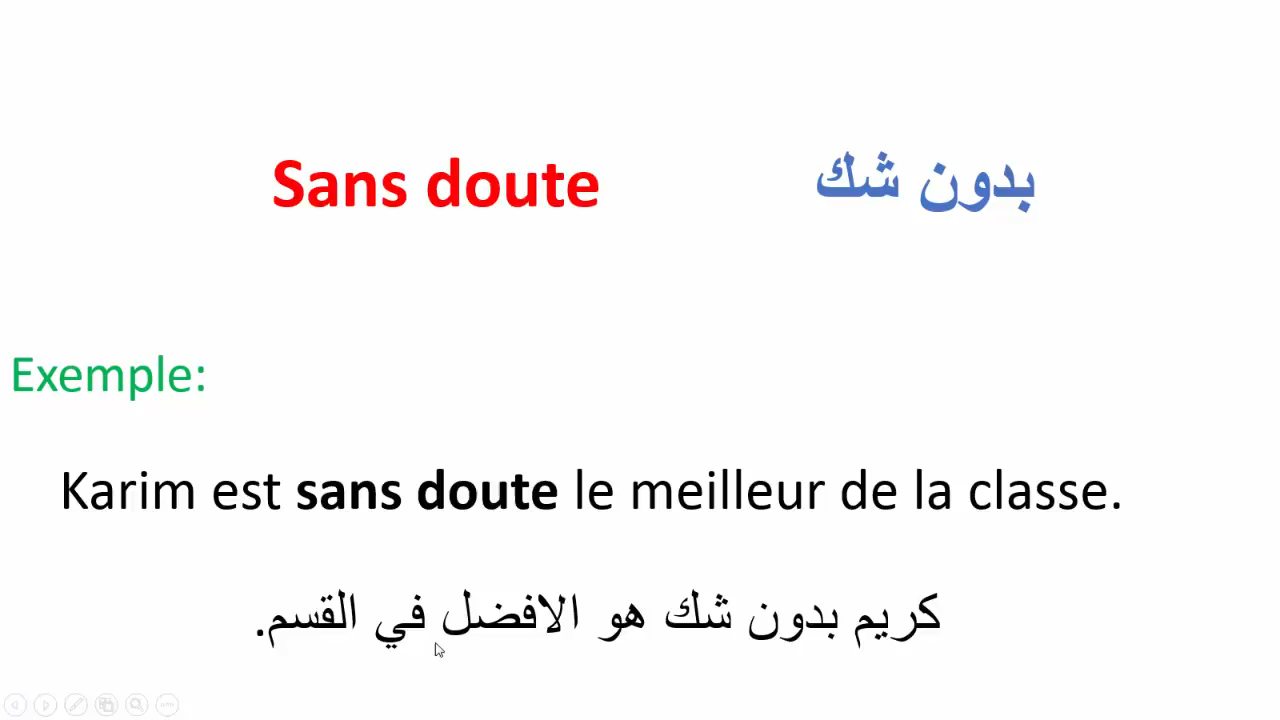 Sans doute بدون شك
Exemple:
Karim est sans doute le meilleur de la classe.
كريم بدون شك هو الافضل في القسم.